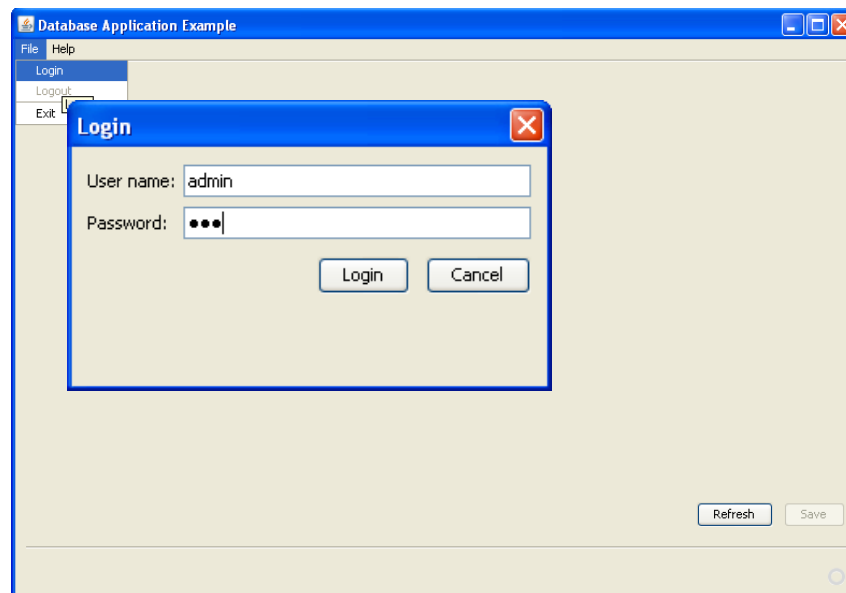 Database Application Example
File Help
Login
Logout
Exit
Login
User name: admin
Password: ●●●
Login Cancel
Refresh Save